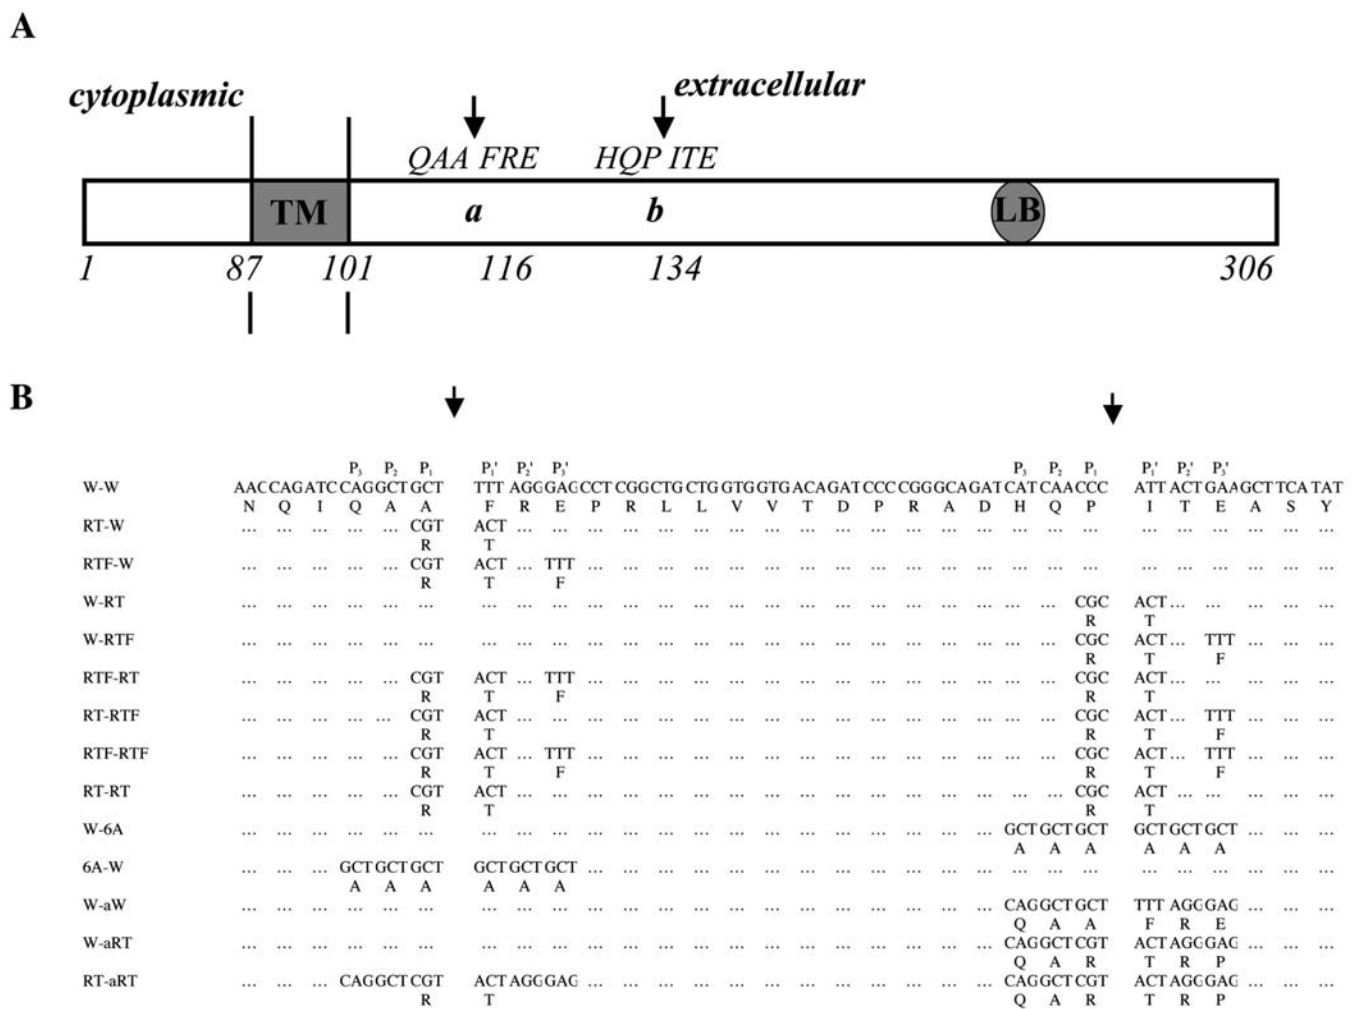 A
cytoplasmic
extracellular
QAA FRE HQP ITE
TM a b LB
1 87 101 116 134 306
B
P3 P2 P1 P1' P2' P3' P3 P2 P1 P1' P2' P3'
W-W AAC CAG ATC CAG GCT GCT TTT AGG GAG CCT CGG CTG CTG GTG GTG ACA GAT CCC CGG GCA GAT CAT CAA CCC ATT ACT GAA GCT TCA TAT
N Q I Q A A F R E P R L L V V T D P R A D H Q P I T E A S Y
RT-W ... ... ... ... ... CGT ACT ... ... ... ... ... ... ... ... ... ... ... ... ... ... ... ... ... ... ... ... ... ... ...
R T
RTF-W ... ... ... ... ... CGT ACT ... TTT ... ... ... ... ... ... ... ... ... ... ... ... ... ... ... ... ... ... ... ... ...
R T F
W-RT ... ... ... ... ... ... ... ... ... ... ... ... ... ... ... ... ... ... ... ... ... ... ... CGC ACT ... ... ... ... ...
R T
W-RTF ... ... ... ... ... ... ... ... ... ... ... ... ... ... ... ... ... ... ... ... ... ... ... CGC ACT ... TTT ... ... ...
R T F
RTF-RT ... ... ... ... ... CGT ACT ... TTT ... ... ... ... ... ... ... ... ... ... ... ... ... ... CGC ACT ... ... ... ... ...
R T F R T
RT-RTF ... ... ... ... ... CGT ACT ... ... ... ... ... ... ... ... ... ... ... ... ... ... ... ... CGC ACT ... TTT ... ... ...
R T R T F
RTF-RTF ... ... ... ... ... CGT ACT ... TTT ... ... ... ... ... ... ... ... ... ... ... ... ... ... CGC ACT ... TTT ... ... ...
R T F R T F
RT-RT ... ... ... ... ... CGT ACT ... ... ... ... ... ... ... ... ... ... ... ... ... ... ... ... CGC ACT ... ... ... ... ...
R T R T
W-6A ... ... ... ... ... ... ... ... ... ... ... ... ... ... ... ... ... ... ... ... ... GCT GCT GCT GCT GCT GCT ... ... ...
A A A A A A
6A-W ... ... ... GCT GCT GCT GCT GCT GCT ... ... ... ... ... ... ... ... ... ... ... ... ... ... ... ... ... ... ... ... ...
A A A A A A
W-aW ... ... ... ... ... ... ... ... ... ... ... ... ... ... ... ... ... ... ... ... ... CAG GCT GCT TTT AGG GAG ... ... ...
Q A A F R E
W-aRT ... ... ... ... ... ... ... ... ... ... ... ... ... ... ... ... ... ... ... ... ... CAG GCT CGT ACT AGG GAG ... ... ...
Q A R T R P
RT-aRT ... ... ... CAG GCT CGT ACT AGG GAG ... ... ... ... ... ... ... ... ... ... ... ... CAG GCT CGT ACT AGG GAG ... ... ...
R T Q A R T R P